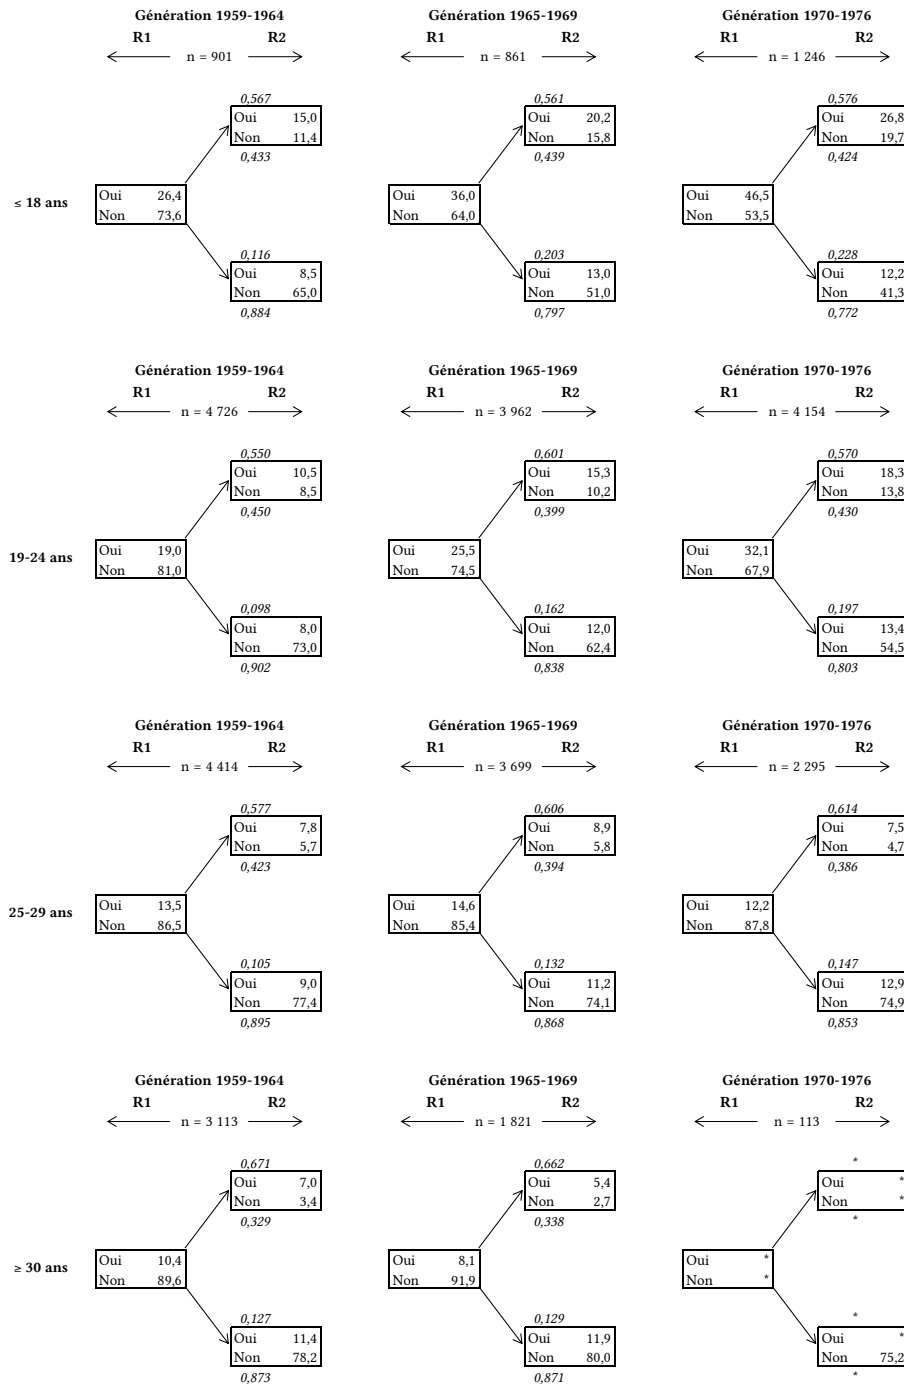 Génération 1959-1964 Génération 1965-1969 Génération 1970-1976
R1 R2 R1 R2 R1 R2
n = 901 n = 861 n = 1 246
0,567 0,561 0,576
Oui 15,0 Oui 20,2 Oui 26,8
Non 11,4 Non 15,8 Non 19,7
0,433 0,439 0,424
Oui 26,4 Oui 36,0 Oui 46,5
≤ 18 ans
Non 73,6 Non 64,0 Non 53,5
0,116 0,203 0,228
Oui 8,5 Oui 13,0 Oui 12,2
Non 65,0 Non 51,0 Non 41,3
0,884 0,797 0,772
Génération 1959-1964 Génération 1965-1969 Génération 1970-1976
R1 R2 R1 R2 R1 R2
n = 4 726 n = 3 962 n = 4 154
0,550 0,601 0,570
Oui 10,5 Oui 15,3 Oui 18,3
Non 8,5 Non 10,2 Non 13,8
0,450 0,399 0,430
Oui 19,0 Oui 25,5 Oui 32,1
19-24 ans
Non 81,0 Non 74,5 Non 67,9
0,098 0,162 0,197
Oui 8,0 Oui 12,0 Oui 13,4
Non 73,0 Non 62,4 Non 54,5
0,902 0,838 0,803
Génération 1959-1964 Génération 1965-1969 Génération 1970-1976
R1 R2 R1 R2 R1 R2
n = 4 414 n = 3 699 n = 2 295
0,577 0,606 0,614
Oui 7,8 Oui 8,9 Oui 7,5
Non 5,7 Non 5,8 Non 4,7
0,423 0,394 0,386
Oui 13,5 Oui 14,6 Oui 12,2
25-29 ans
Non 86,5 Non 85,4 Non 87,8
0,105 0,132 0,147
Oui 9,0 Oui 11,2 Oui 12,9
Non 77,4 Non 74,1 Non 74,9
0,895 0,868 0,853
Génération 1959-1964 Génération 1965-1969 Génération 1970-1976
R1 R2 R1 R2 R1 R2
n = 3 113 n = 1 821 n = 113
0,671 0,662 *
Oui 7,0 Oui 5,4 Oui *
Non 3,4 Non 2,7 Non *
0,329 0,338 *
Oui 10,4 Oui 8,1 Oui *
≥ 30 ans
Non 89,6 Non 91,9 Non *
0,127 0,129 *
Oui 11,4 Oui 11,9 Oui *
Non 78,2 Non 80,0 Non 75,2
0,873 0,871 *